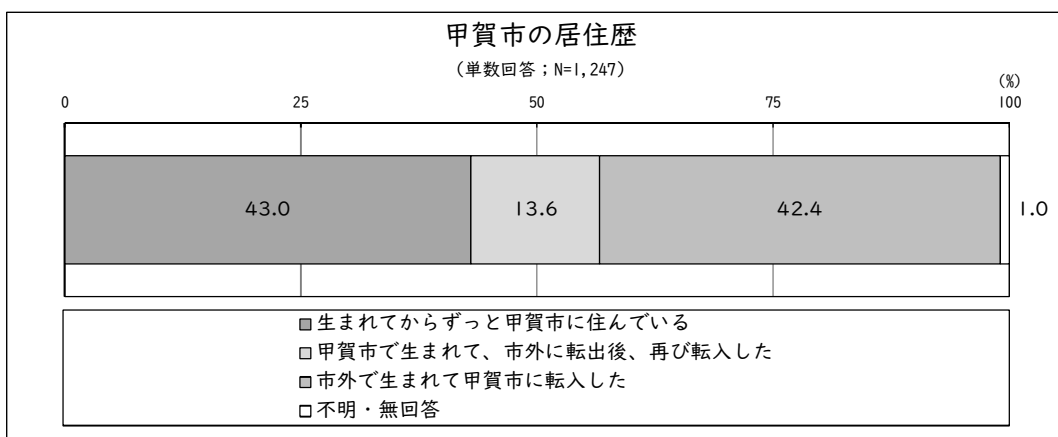 甲賀市の居住歴
（単数回答；N=1,247）
(%)
0 25 50 75 100
43.0 13.6 42.4 1.0
■生まれてからずっと甲賀市に住んでいる
□甲賀市で生まれて、市外に転出後、再び転入した
■市外で生まれて甲賀市に転入した
□不明・無回答